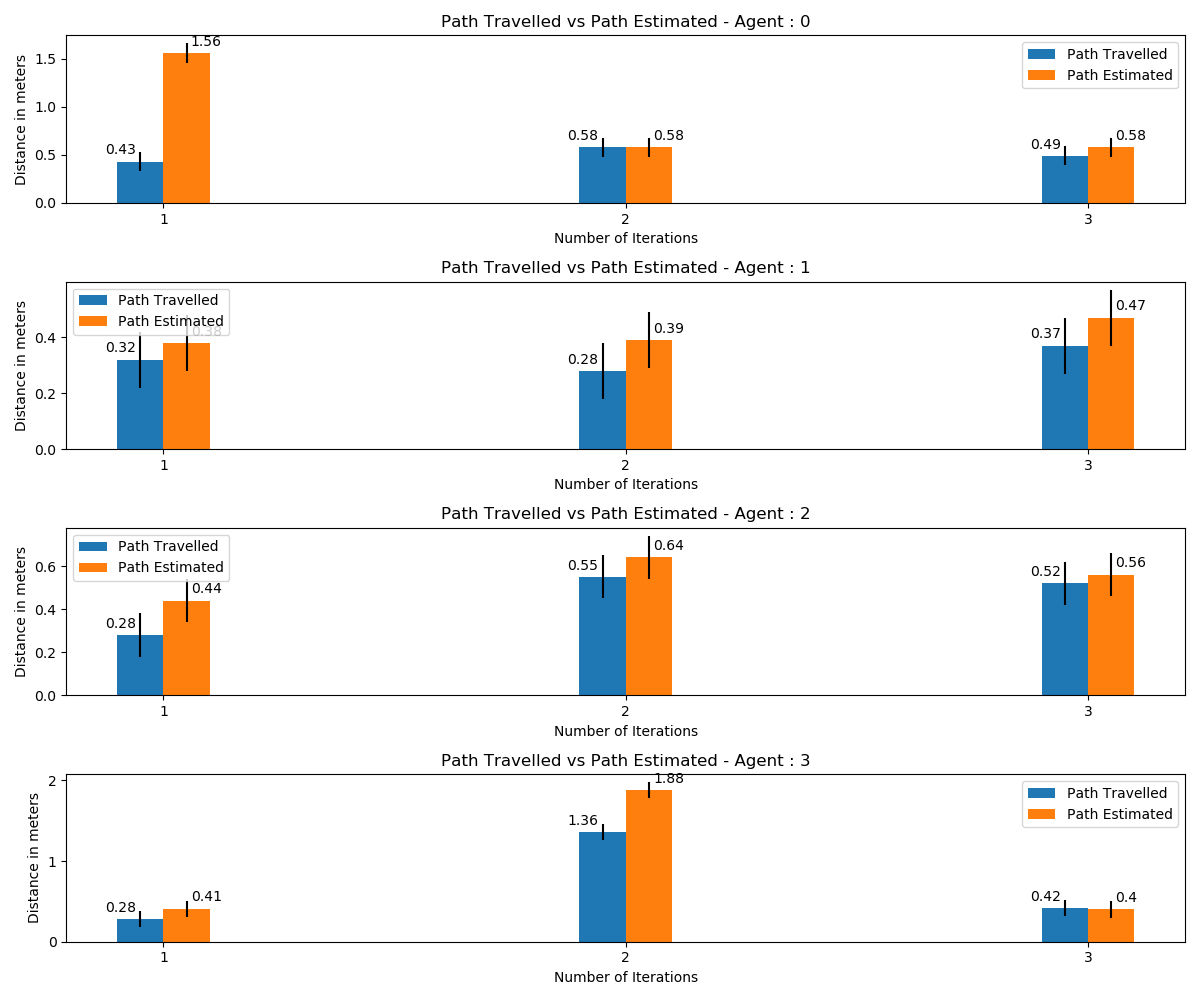 Path Travelled vs Path Estimated - Agent : 0
Distance in meters
1.5
1.0
0.5
0.0
0.43
1.56
0.58
0.58
0.49
0.58
Path Travelled
Path Estimated
1
2
3
Number of Iterations
Path Travelled vs Path Estimated - Agent : 1
Distance in meters
0.4
0.2
0.0
Path Travelled
Path Estimated
0.32
0.38
0.28
0.39
0.37
0.47
1
2
3
Number of Iterations
Path Travelled vs Path Estimated - Agent : 2
Distance in meters
0.6
0.4
0.2
0.0
Path Travelled
Path Estimated
0.28
0.44
0.55
0.64
0.52
0.56
1
2
3
Number of Iterations
Path Travelled vs Path Estimated - Agent : 3
Distance in meters
2
1
0
0.28
0.41
1.36
1.88
0.42
0.4
Path Travelled
Path Estimated
1
2
3
Number of Iterations